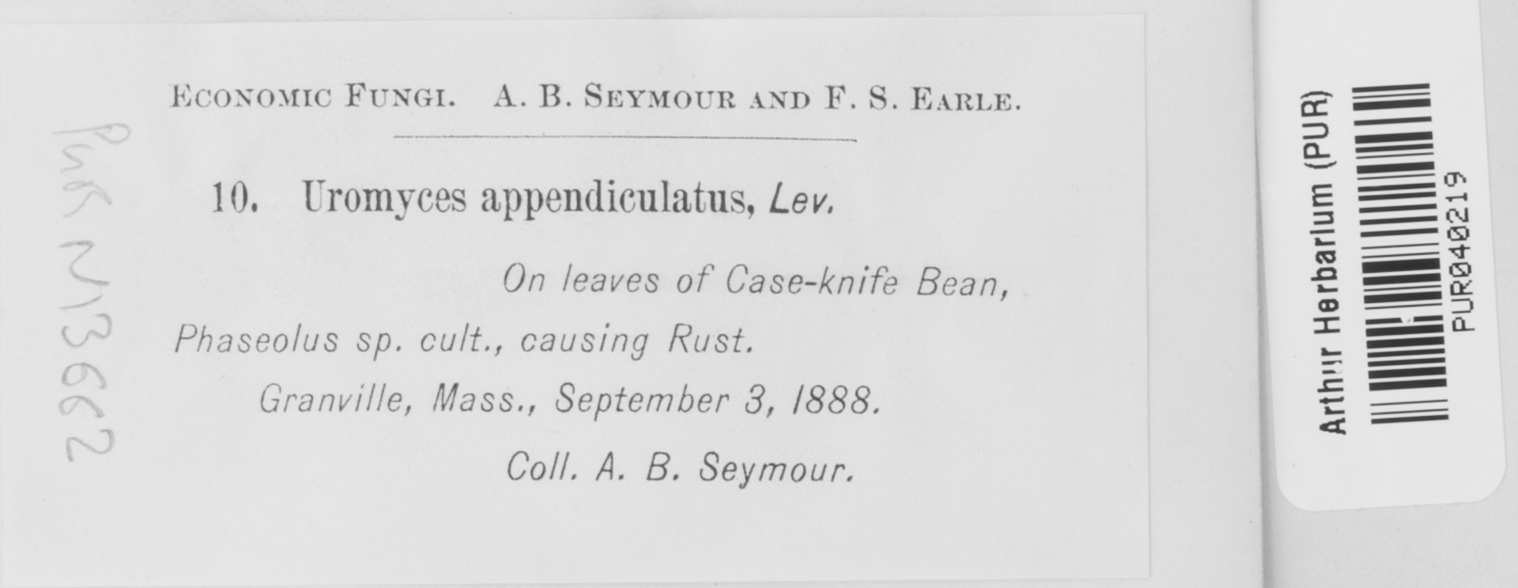 ECONOMIC FUNGI. A. B. SEYMOUR AND F. S. EARLE.
10. Uromyces appendiculatus, Lev.
On leaves of Case-knife Bean,
Phaseolus sp. cult., causing Rust.
Granville, Mass., September 3, 1888.
Coll. A. B. Seymour.
PUR N13662
Arthur Herbarium (PUR)
PUR040219